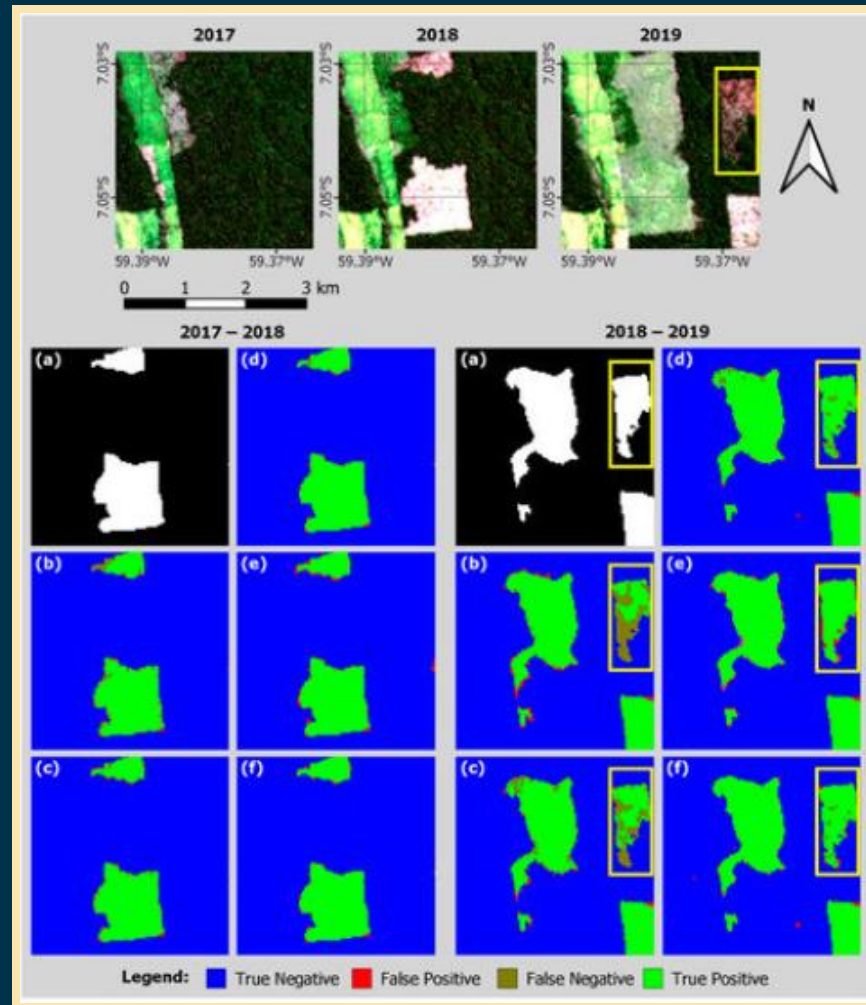 2017 2018 2019
7.03°S 7.03°S 7.03°S
N
7.05°S 7.05°S 7.05°S
59.39°W 59.37°W 59.39°W 59.37°W 59.39°W 59.37°W
0 1 2 3 km
2017 – 2018 2018 – 2019
(a) (d) (a) (d)
(b) (e) (b) (e)
(c) (f) (c) (f)
Legend: True Negative False Positive False Negative True Positive